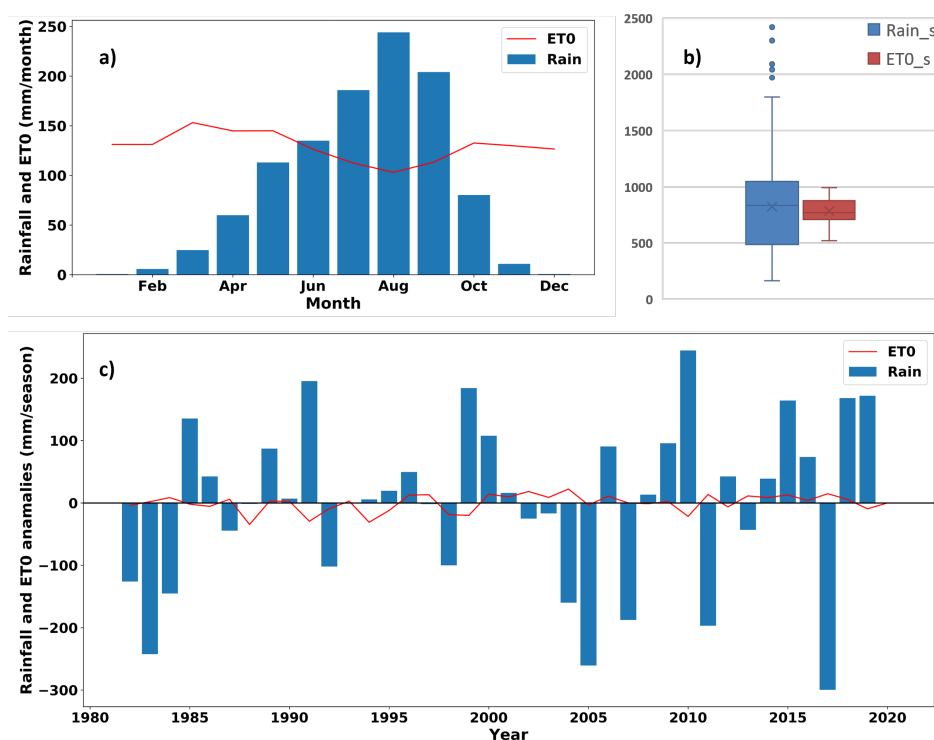 a)
ET0
Rain
Rainfall and ET0 (mm/month)
250
200
150
100
50
0
Feb Apr Jun Aug Oct Dec
Month
b)
Rain_s
ET0_s
2500
2000
1500
1000
500
0
c)
ET0
Rain
Rainfall and ET0 anamalies (mm/season)
200
100
0
−100
−200
−300
1980 1985 1990 1995 2000 2005 2010 2015 2020
Year